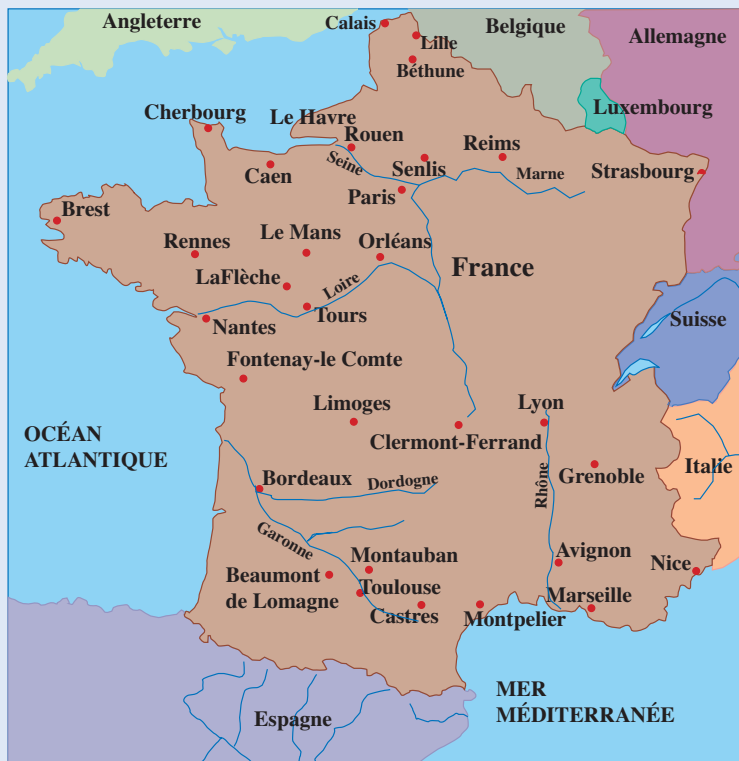 Angleterre
Calais
Belgique
Allemagne
Lille
Béthune
Cherbourg
Le Havre
Luxembourg
Rouen
Reims
Seine
Senlis
Marne
Strasbourg
Caen
Paris
Brest
Rennes
Le Mans
Orléans
France
LaFlèche
Loire
Tours
Nantes
Suisse
Fontenay-le Comte
Limoges
Lyon
OCÉAN
ATLANTIQUE
Clermont-Ferrand
Bordeaux
Dordogne
Rhône
Grenoble
Italie
Garonne
Montauban
Avignon
Nice
Beaumont
de Lomagne
Toulouse
Castres
Montpelier
Marseille
MER
MÉDITERRANÉE
Espagne